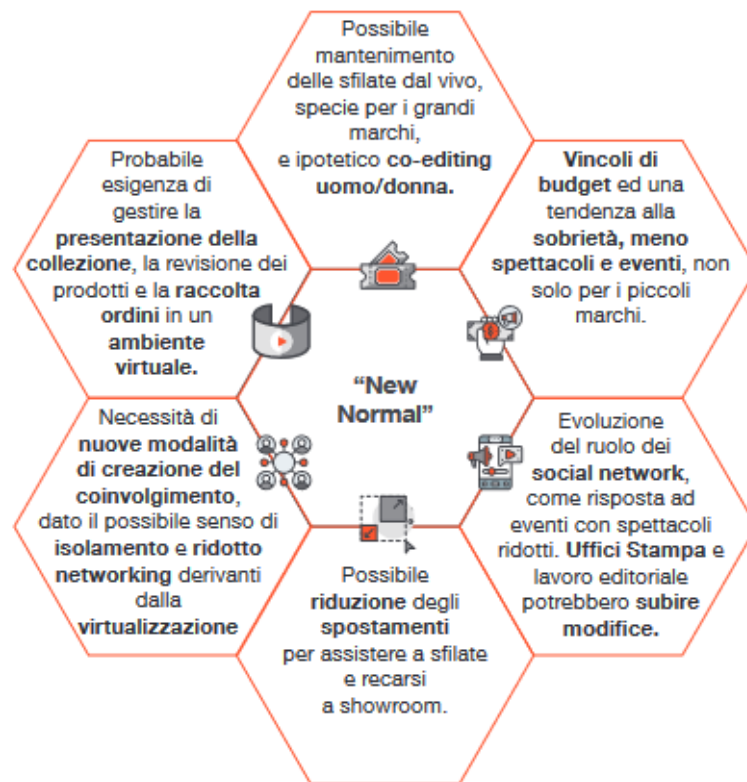 Possibile
mantenimento
delle sfilate dal vivo,
specie per i grandi
marchi,
e ipotetico co-editing
uomo/donna.
Vincoli di
budget ed una
tendenza alla
sobrietà, meno
spettacoli e eventi, non
solo per i piccoli
marchi.
Evoluzione
del ruolo dei
social network,
come risposta ad
eventi con spettacoli
ridotti. Uffici Stampa e
lavoro editoriale
potrebbero subire
modifice.
Possibile
riduzione degli
spostamenti
per assistere a sfilate
e recarsi
a showroom.
Necessità di
nuove modalità
di creazione del
coinvolgimento,
dato il possibile senso di
isolamento e ridotto
networking derivanti
dalla
virtualizzazione
Probabile
esigenza di
gestire la
presentazione della
collezione, la revisione dei
prodotti e la raccolta
ordini in un
ambiente
virtuale.
“New
Normal”